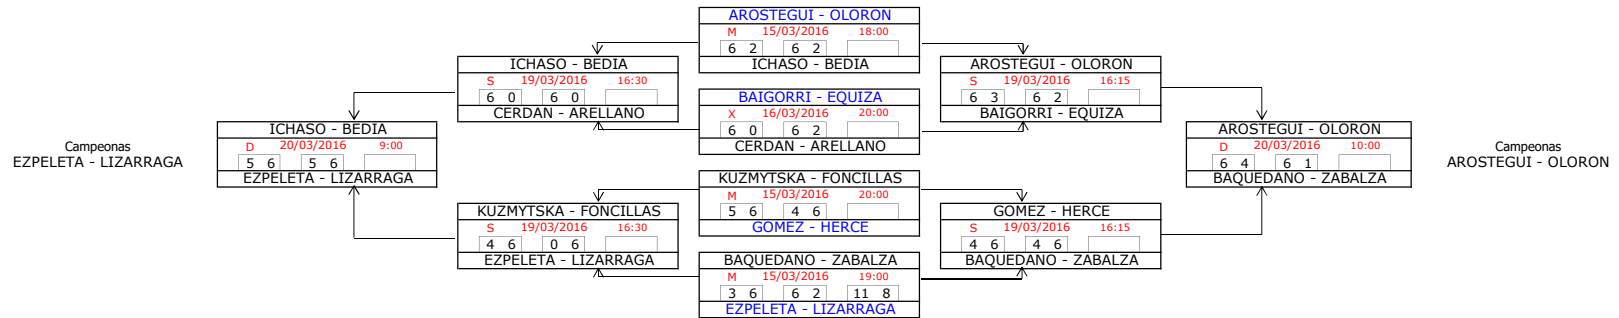 AROSTEGUI - OLORON
M 15/03/2016 18:00
6 2 6 2
ICHASO - BEDIA
ICHASO - BEDIA
S 19/03/2016 16:30
6 0 6 0
CERDAN - ARELLANO
AROSTEGUI - OLORON
S 19/03/2016 16:15
6 3 6 2
BAIGORRI - EQUIZA
BAIGORRI - EQUIZA
X 16/03/2016 20:00
6 0 6 2
CERDAN - ARELLANO
Campeonas
EZPELETA - LIZARRAGA
ICHASO - BEDIA
D 20/03/2016 9:00
5 6 5 6
EZPELETA - LIZARRAGA
AROSTEGUI - OLORON
D 20/03/2016 10:00
6 4 6 1
BAQUEDANO - ZABALZA
Campeonas
AROSTEGUI - OLORON
KUZMYTSKA - FONCILLAS
M 15/03/2016 20:00
5 6 4 6
GOMEZ - HERCE
KUZMYTSKA - FONCILLAS
S 19/03/2016 16:30
4 6 0 6
EZPELETA - LIZARRAGA
GOMEZ - HERCE
S 19/03/2016 16:15
4 6 4 6
BAQUEDANO - ZABALZA
BAQUEDANO - ZABALZA
M 15/03/2016 19:00
3 6 6 2 11 8
EZPELETA - LIZARRAGA